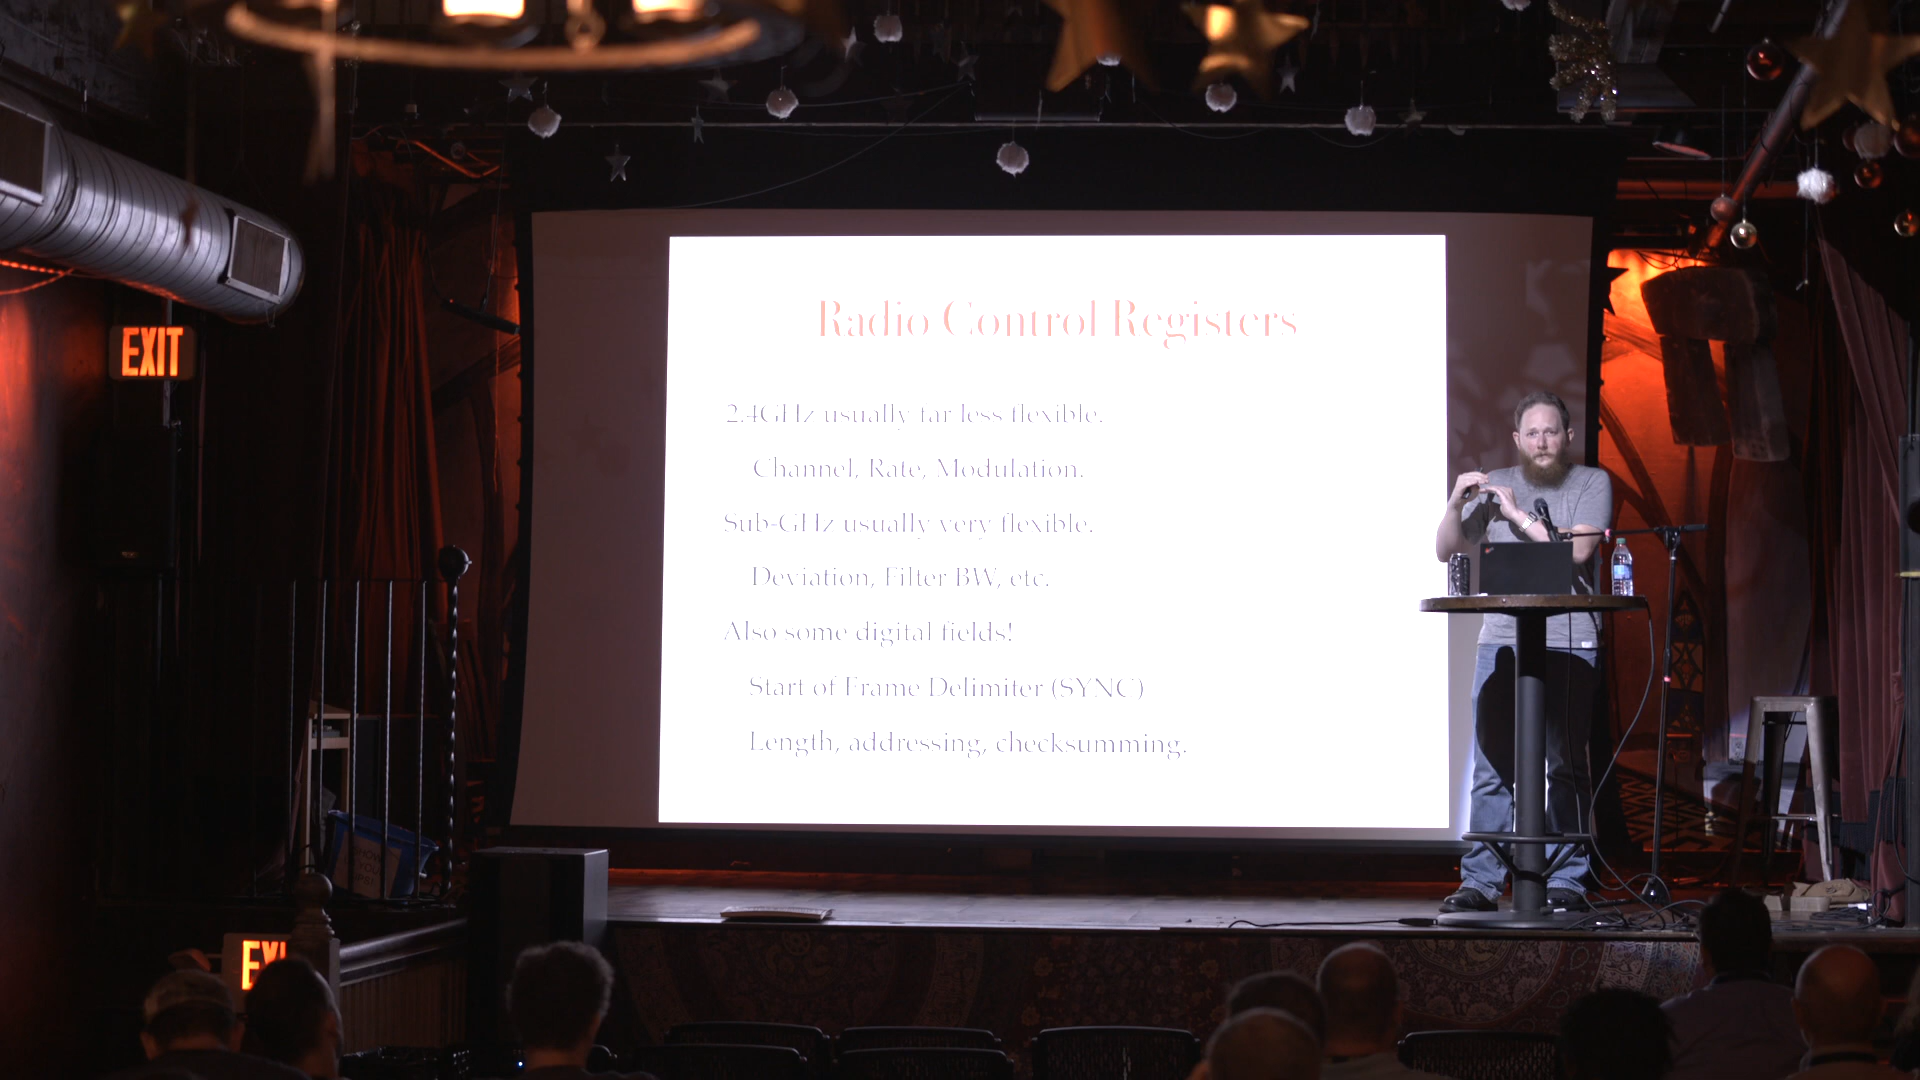 Radio Control Registers
2.4GHz usually far less flexible.
Channel, Rate, Modulation.
Sub-GHz usually very flexible.
Deviation, Filter BW, etc.
Also some digital fields!
Start of Frame Delimiter (SYNC)
Length, addressing, checksumming.
EXIT
EXI